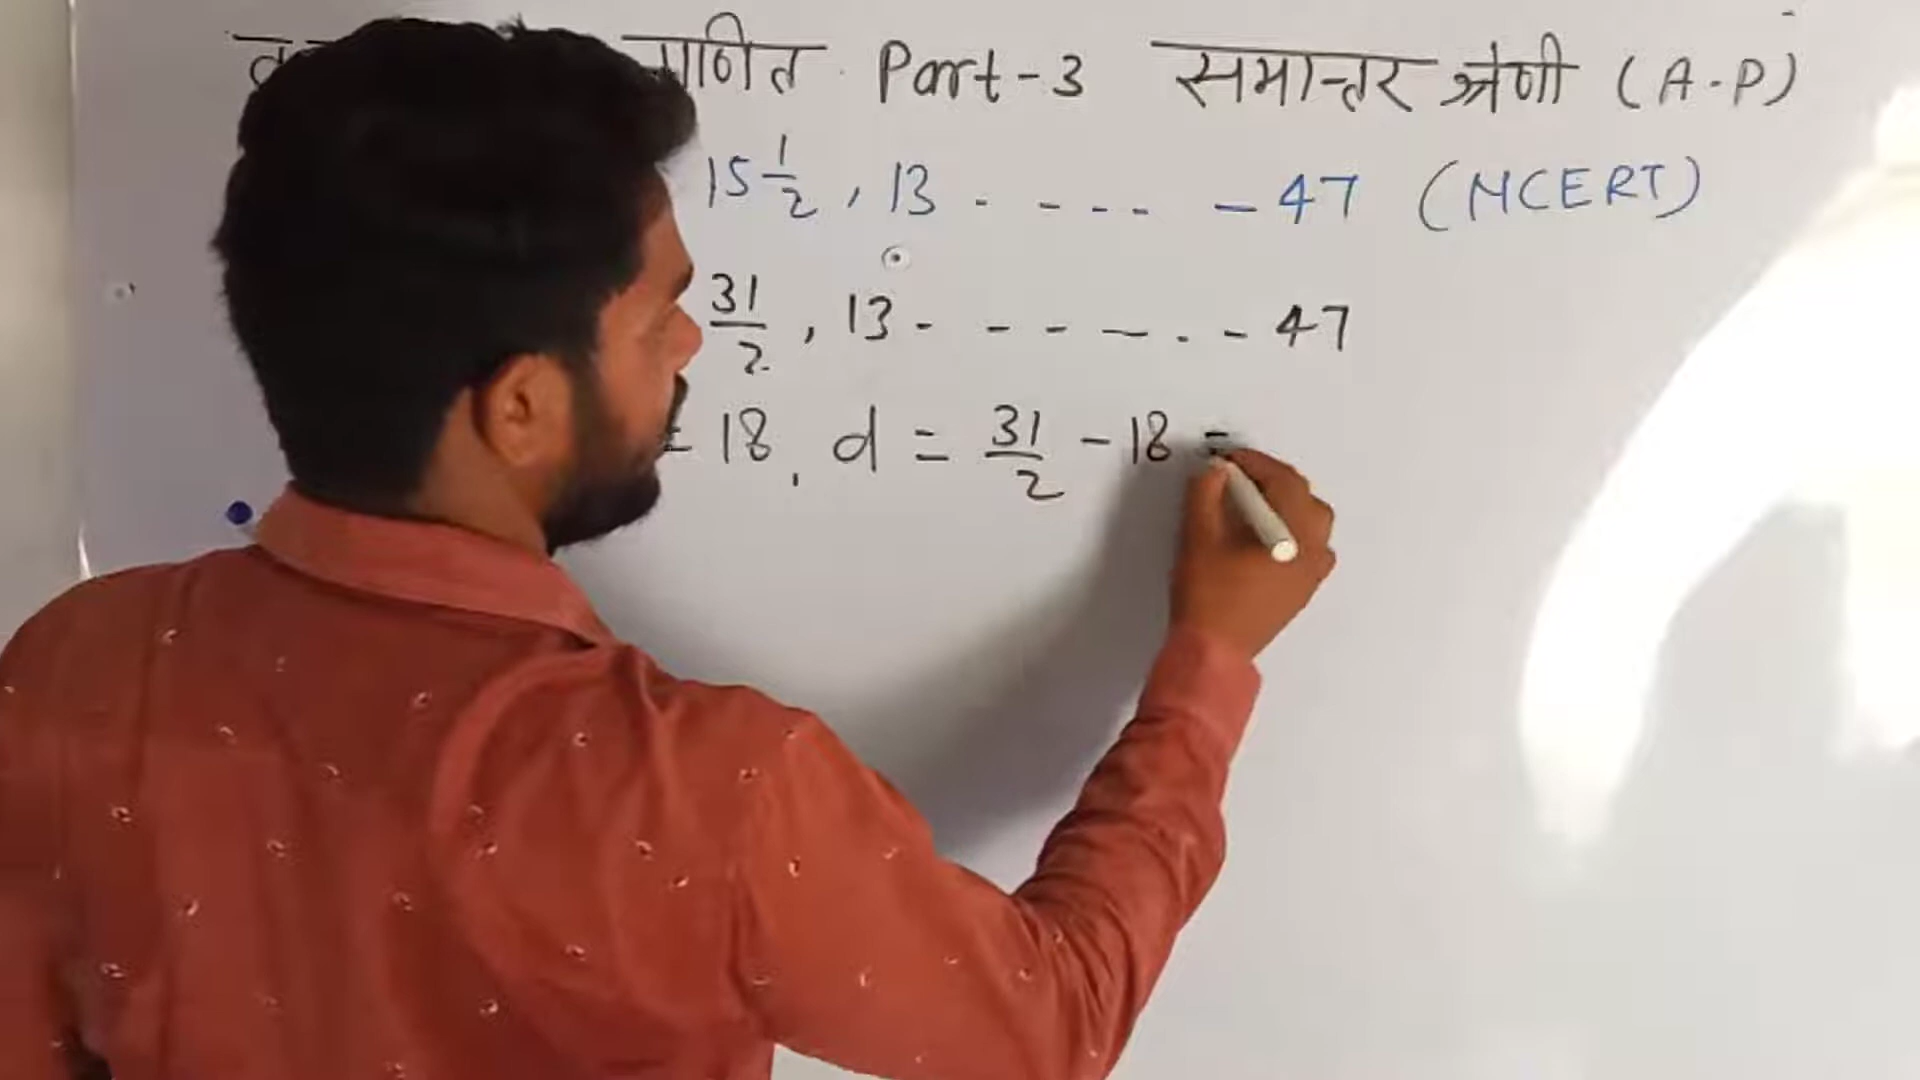 गणित Part-3 समान्तर श्रेणी (A.P)
15 1/2 , 13 - - - - - - 47 (NCERT)
31/2 , 13 - - - - - . - 47
= 18, d = 31/2 - 18 =